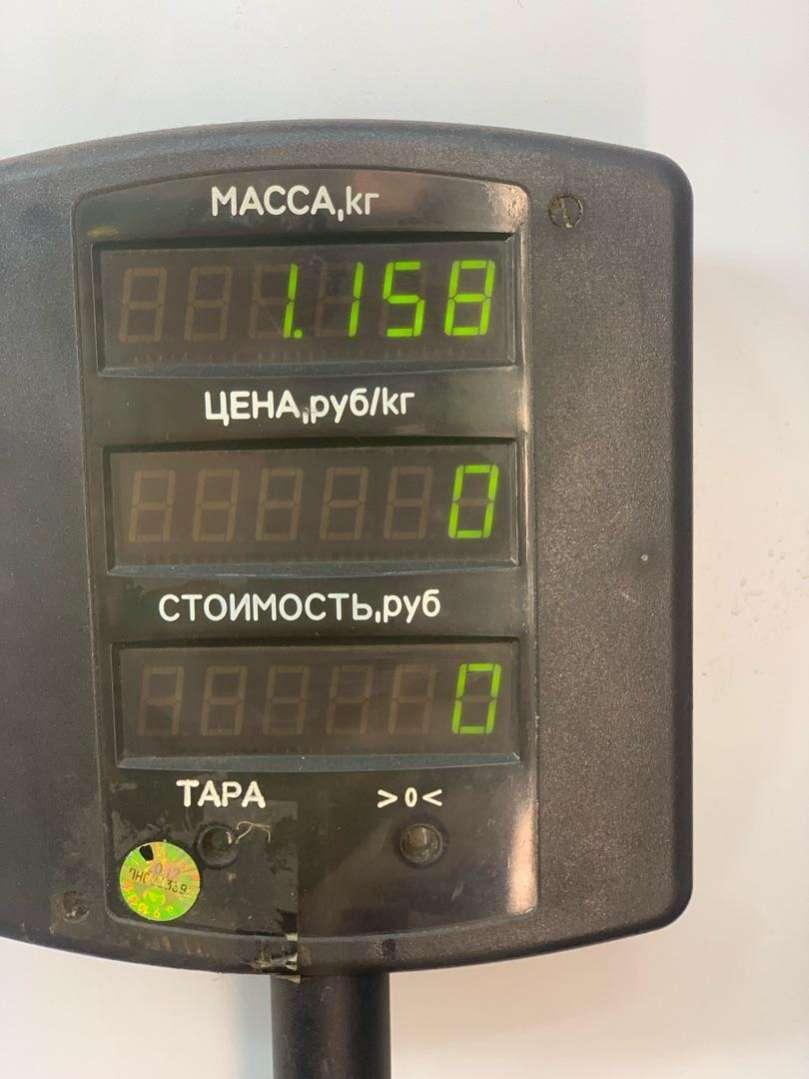 МАССА,кг
1.158
ЦЕНА,руб/кг
0
СТОИМОСТЬ,руб
0
ТАРА >0<